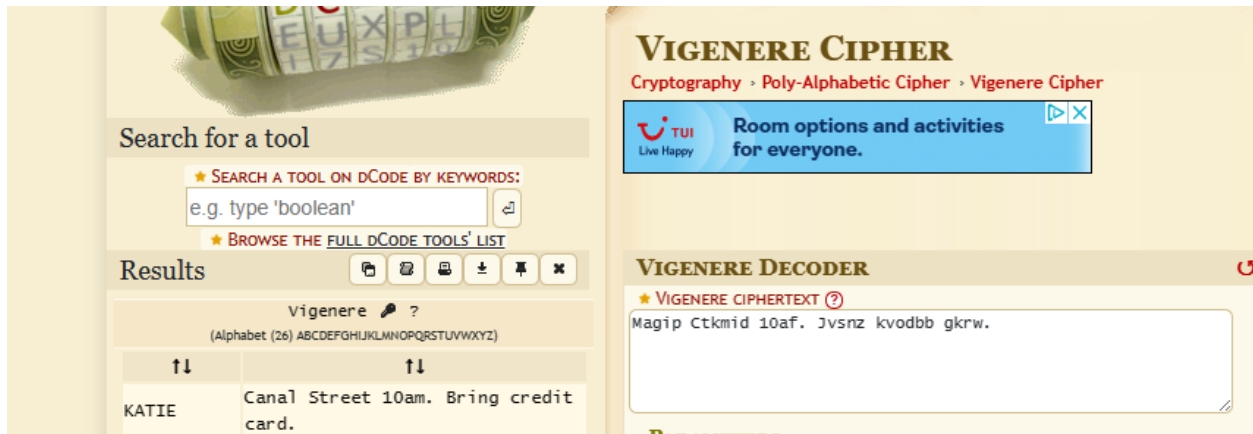 VIGENERE CIPHER
Cryptography › Poly-Alphabetic Cipher › Vigenere Cipher
TUI
Live Happy
Room options and activities
for everyone.
Search for a tool
★ SEARCH A TOOL ON DCODE BY KEYWORDS:
e.g. type 'boolean'
★ BROWSE THE FULL DCODE TOOLS' LIST
Results
Vigenere ?
(Alphabet (26) ABCDEFGHIJKLMNOPQRSTUVWXYZ)
↑↓ ↑↓
KATIE Canal Street 10am. Bring credit
card.
VIGENERE DECODER
★ VIGENERE CIPHERTEXT ?
Magip Ctkmid 10af. Jvsnz kvodbb gkrw.